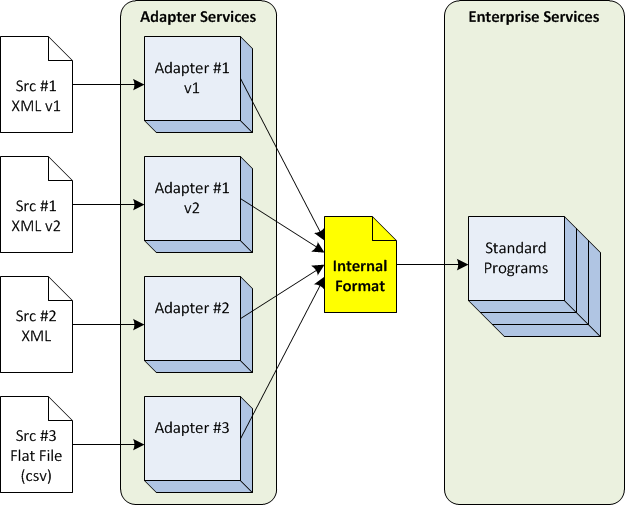 Adapter Services
Enterprise Services
Src #1
XML v1
Adapter #1
v1
Src #1
XML v2
Adapter #1
v2
Internal
Format
Standard
Programs
Src #2
XML
Adapter #2
Src #3
Flat File
(csv)
Adapter #3